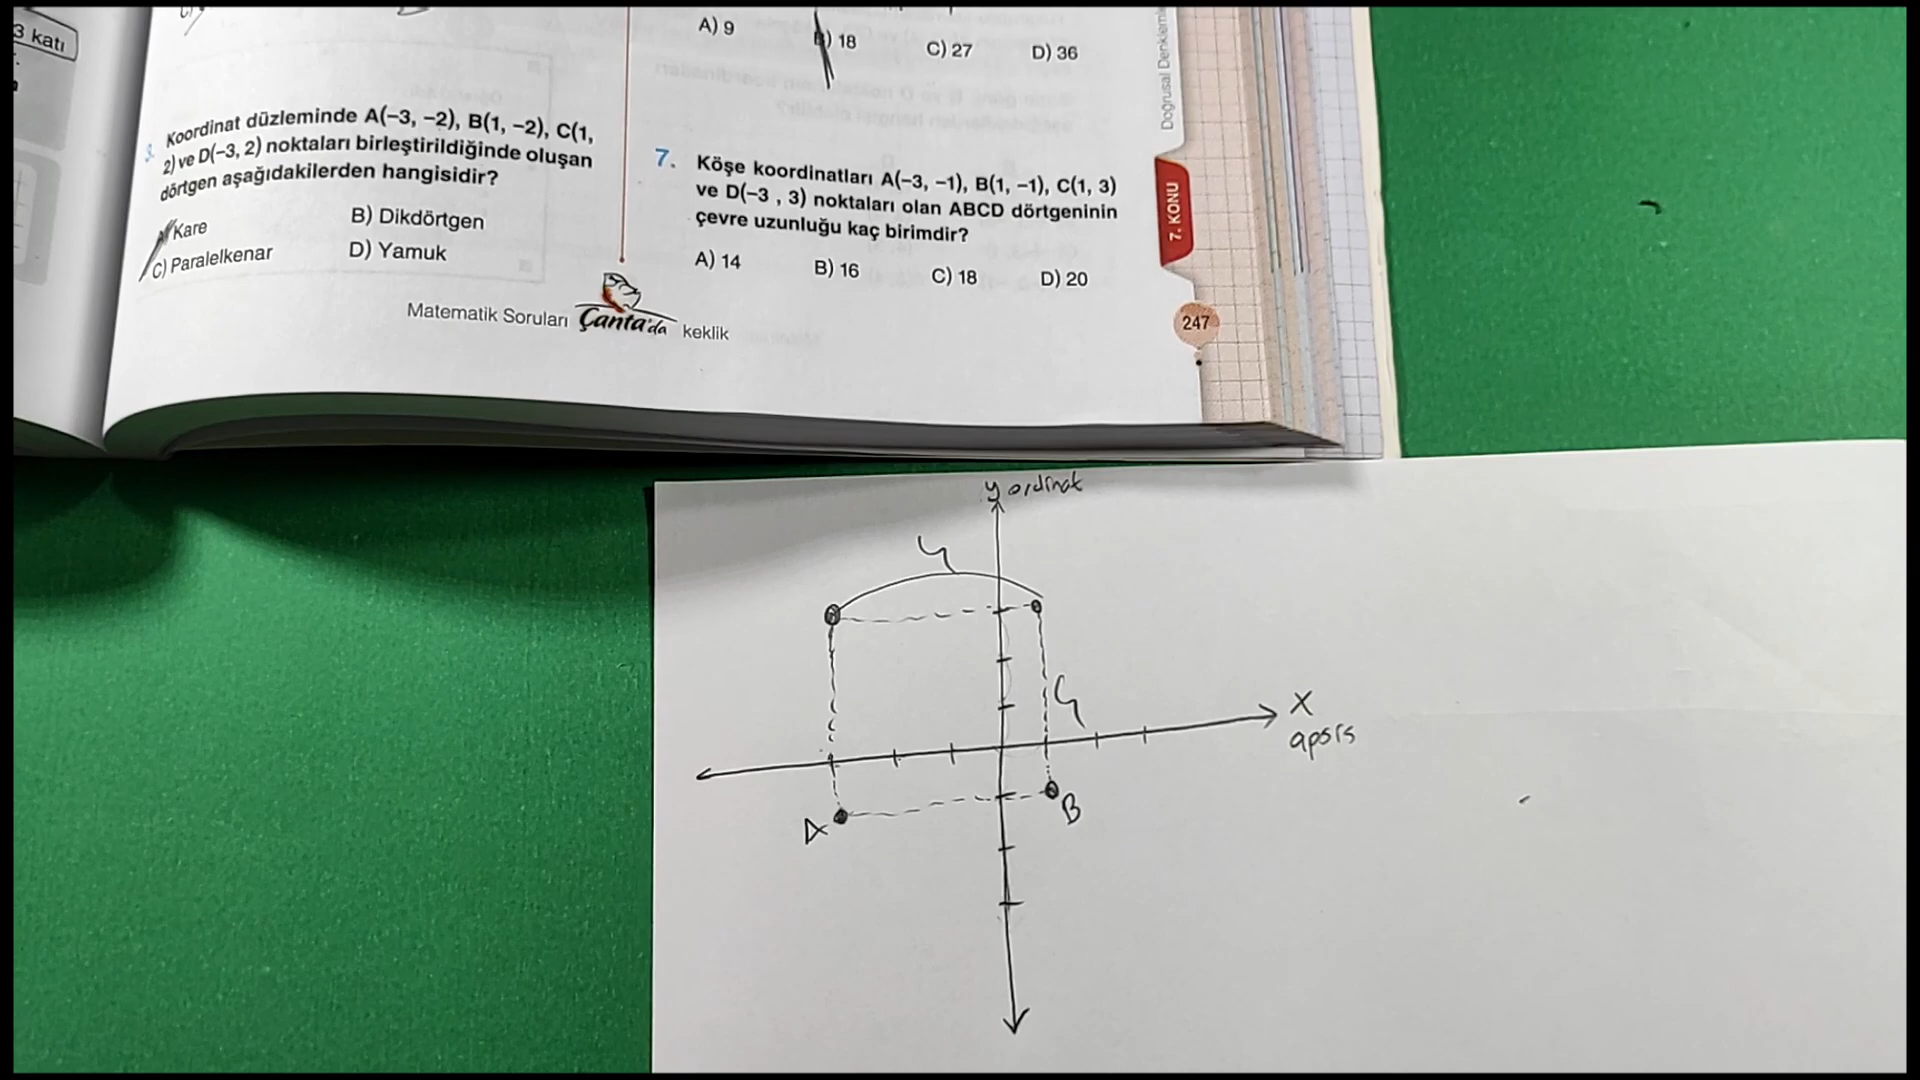 3 katı
A) 9
B) 18
C) 27
D) 36
Koordinat düzleminde A(−3, −2), B(1, −2), C(1,
2) ve D(−3, 2) noktaları birleştirildiğinde oluşan
dörtgen aşağıdakilerden hangisidir?
Kare
B) Dikdörtgen
C) Paralelkenar
D) Yamuk
7. Köşe koordinatları A(−3, −1), B(1, −1), C(1, 3)
ve D(−3 , 3) noktaları olan ABCD dörtgeninin
çevre uzunluğu kaç birimdir?
A) 14
B) 16
C) 18
D) 20
Matematik Soruları Çanta'da keklik
7. KONU
247
y ordinat
4
4
X
apsis
A
B